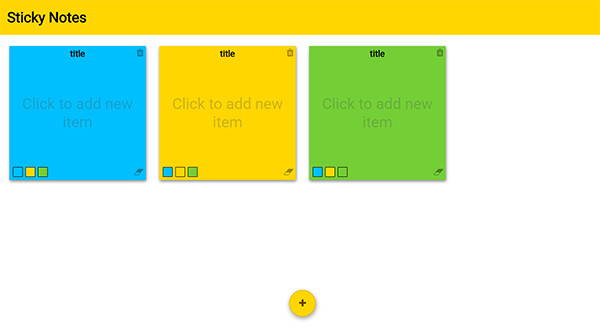 Sticky Notes
title
Click to add new
item
title
Click to add new
item
title
Click to add new
item
+